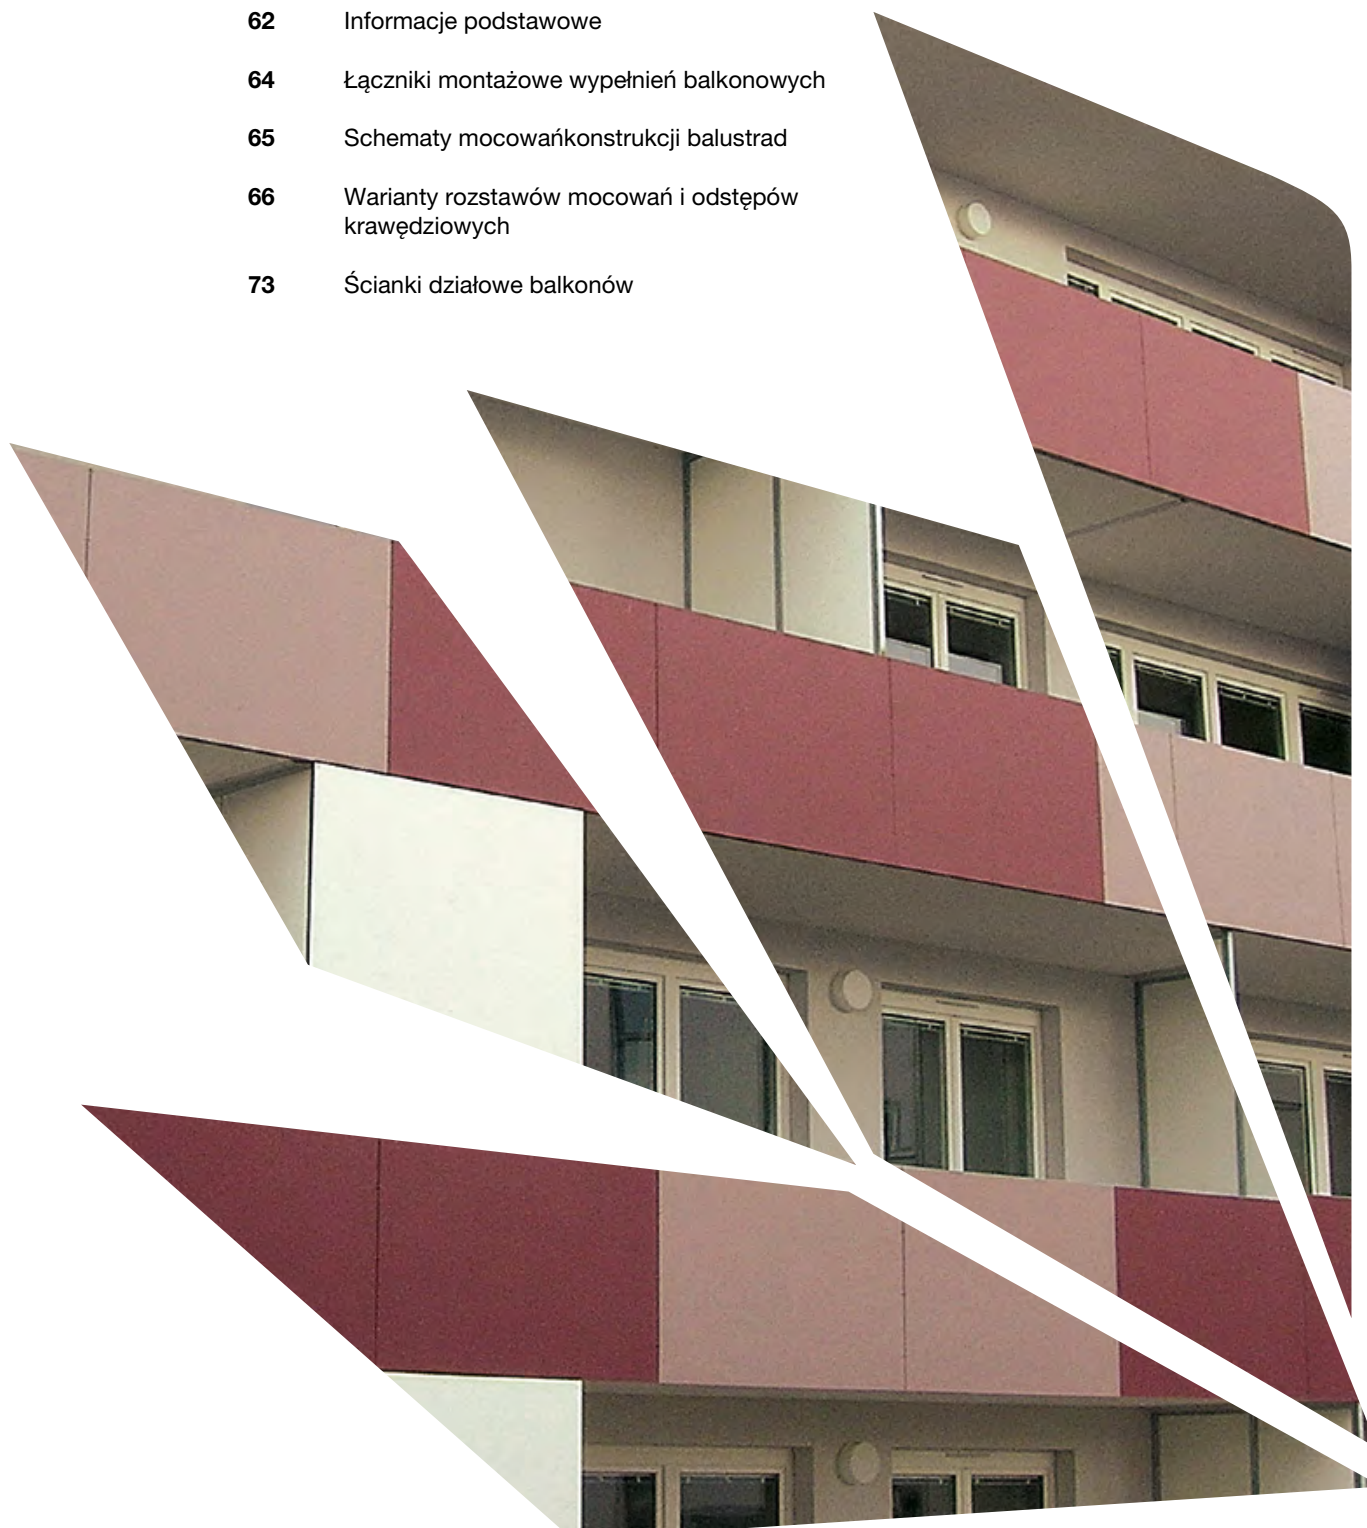 62 Informacje podstawowe
64 Łączniki montażowe wypełnień balkonowych
65 Schematy mocowańkonstrukcji balustrad
66 Warianty rozstawów mocowań i odstępów
krawędziowych
73 Ścianki działowe balkonów